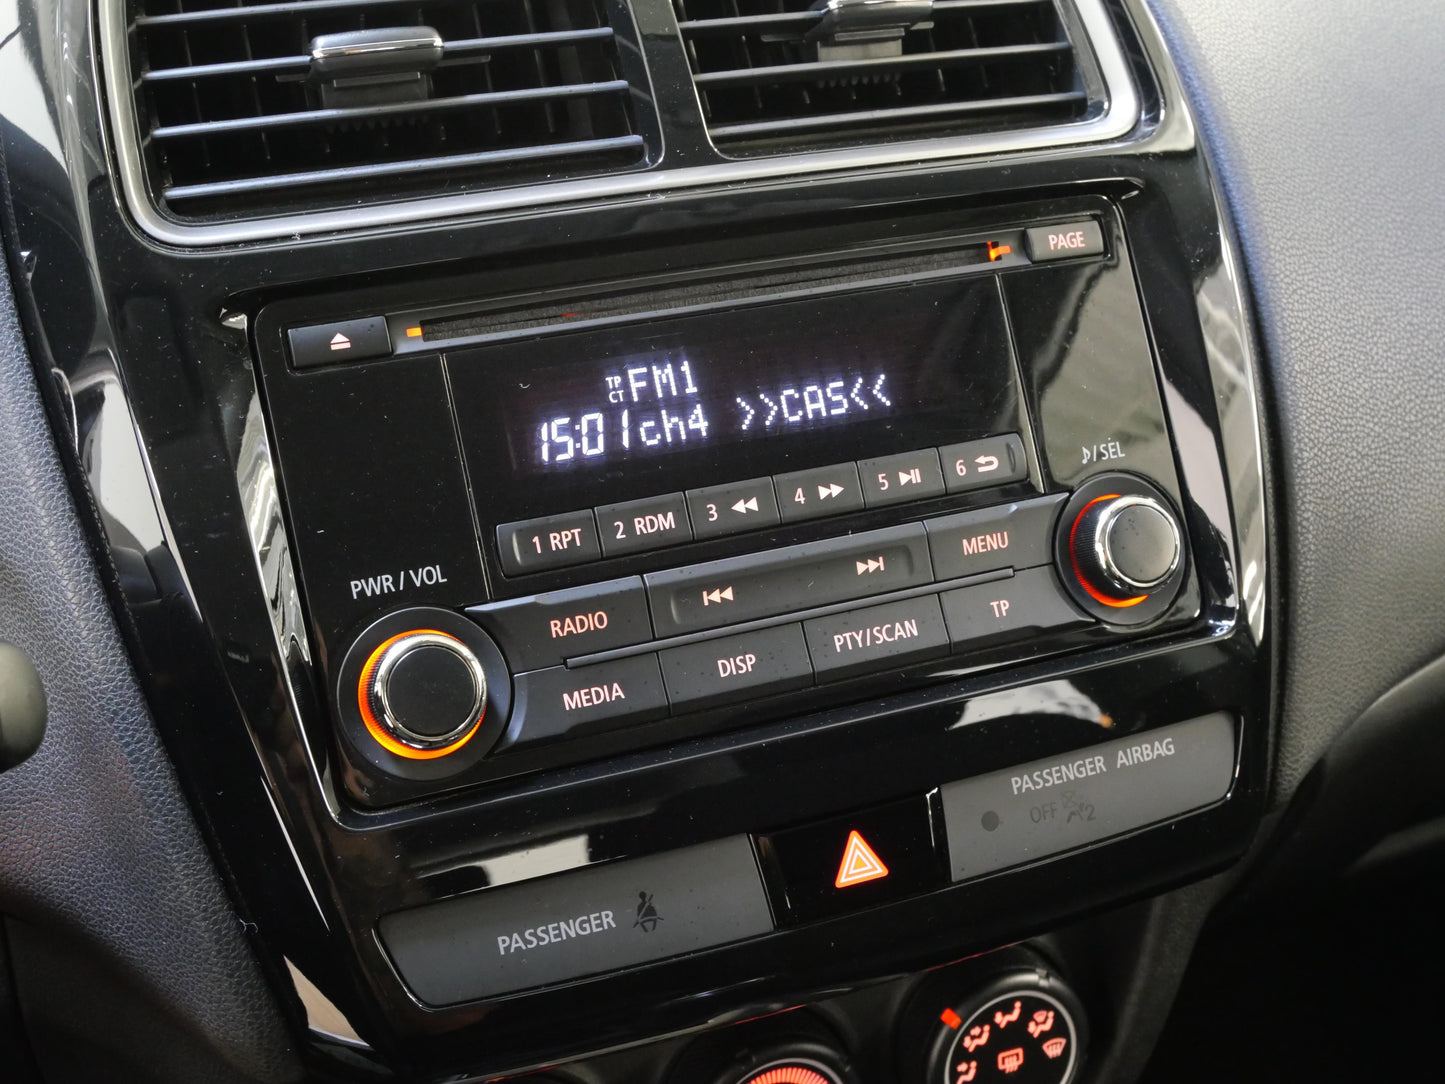 PAGE
TP
CT
FM1
15:01 ch4 >>CAS<<
♪/SEL
1 RPT
2 RDM
3
4
5
6
PWR / VOL
RADIO
MENU
MEDIA
DISP
PTY/SCAN
TP
PASSENGER AIRBAG
OFF 2
PASSENGER